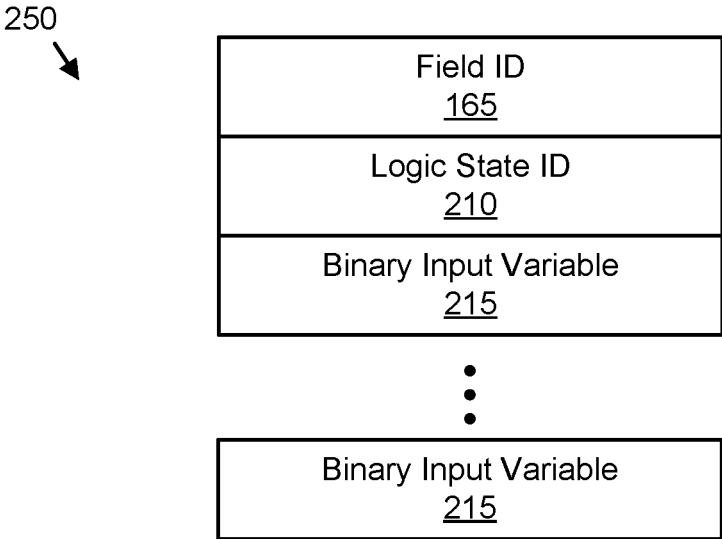 250
Field ID
165
Logic State ID
210
Binary Input Variable
215
Binary Input Variable
215